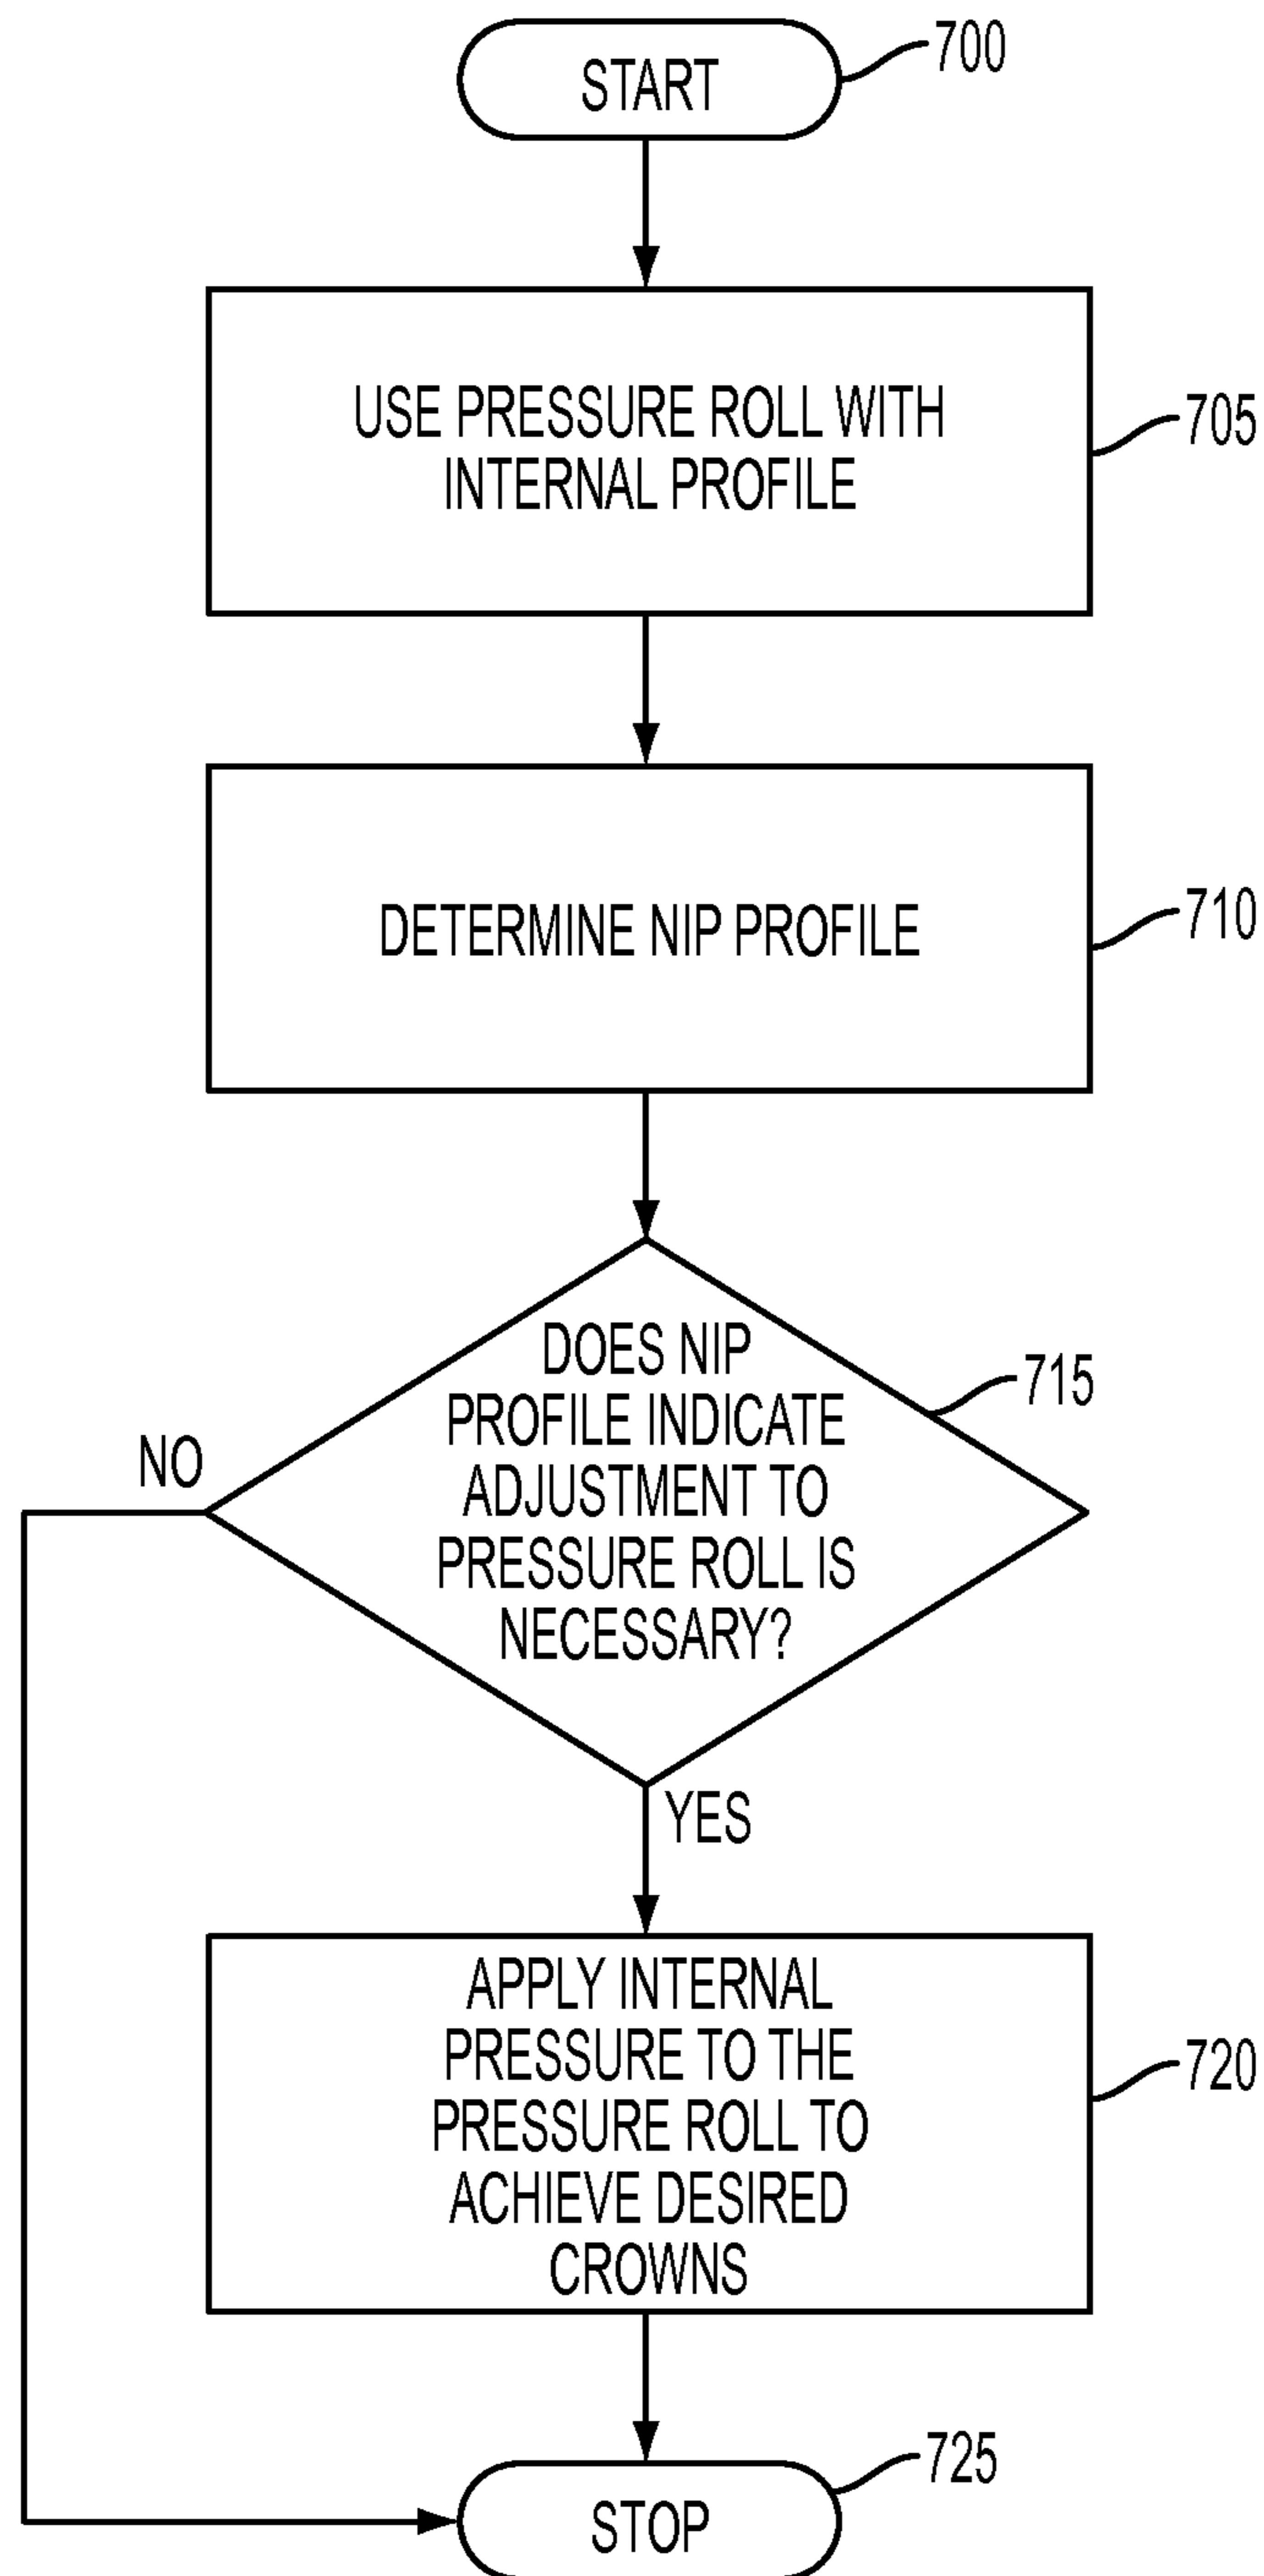 START
700
USE PRESSURE ROLL WITH
INTERNAL PROFILE
705
DETERMINE NIP PROFILE
710
DOES NIP
PROFILE INDICATE
ADJUSTMENT TO
PRESSURE ROLL IS
NECESSARY?
715
NO
YES
APPLY INTERNAL
PRESSURE TO THE
PRESSURE ROLL TO
ACHIEVE DESIRED
CROWNS
720
STOP
725